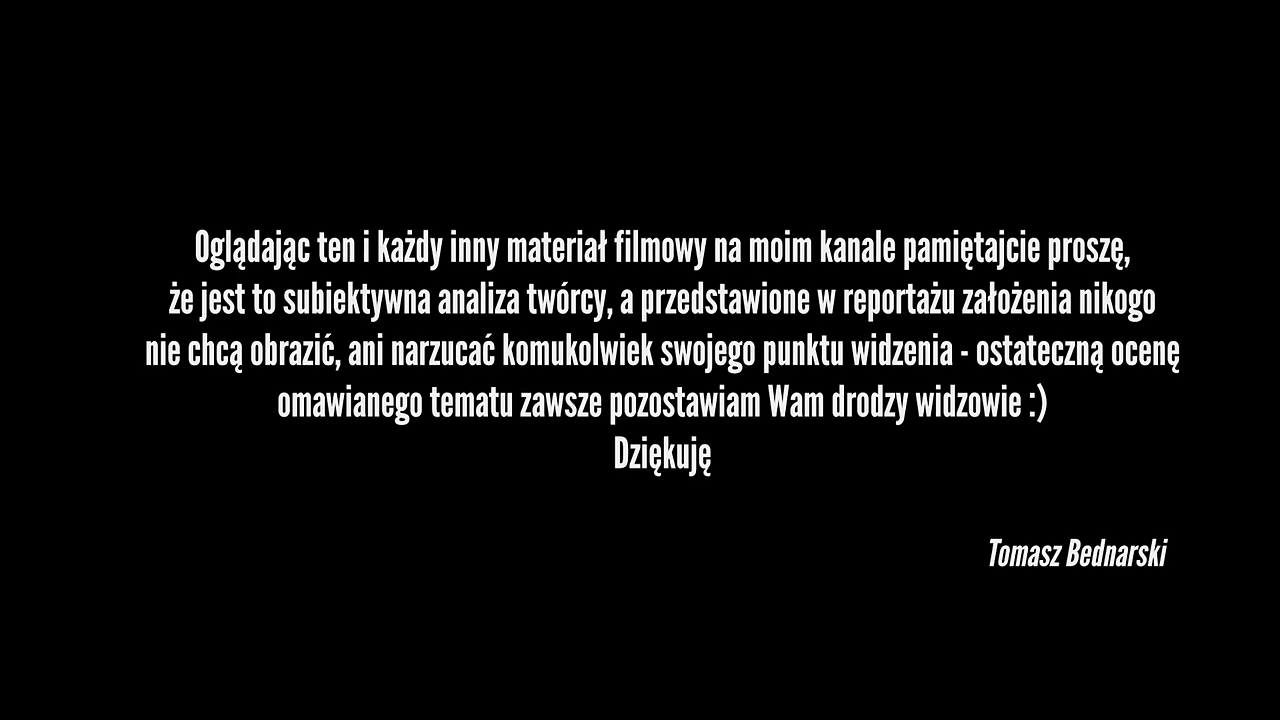 Oglądając ten i każdy inny materiał filmowy na moim kanale pamiętajcie proszę,
że jest to subiektywna analiza twórcy, a przedstawione w reportażu założenia nikogo
nie chcą obrazić, ani narzucać komukolwiek swojego punktu widzenia - ostateczną ocenę
omawianego tematu zawsze pozostawiam Wam drodzy widzowie :)
Dziękuję
Tomasz Bednarski